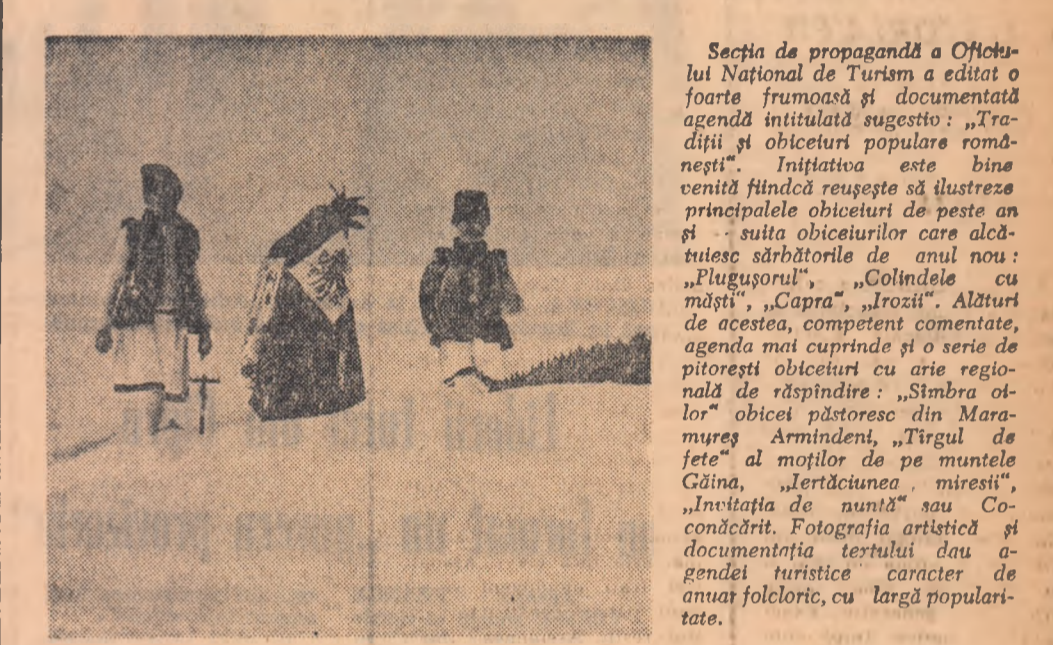 Secția de propagandă a Oficiu-
lui Național de Turism a editat o
foarte frumoasă și documentată
agendă intitulată sugestiv : „Tra-
diții și obiceiuri populare româ-
nești“. Inițiativa este bine
venită fiindcă reușește să ilustreze
principalele obiceiuri de peste an
și suita obiceiurilor care alcă-
tuiesc sărbătorile de anul nou :
„Plugușorul“, „Colindele cu
măști“, „Capra“, „Irozii“. Alături
de acestea, competent comentate,
agenda mai cuprinde și o serie de
pitorești obiceiuri cu arie regio-
nală de răspîndire : „Sîmbra oi-
lor“ obicei păstoresc din Mara-
mureș Armindeni, „Tîrgul de
fete“ al moților de pe muntele
Găina, „Iertăciunea miresii“,
„Invitația de nuntă“ sau Co-
conăcărit. Fotografia artistică și
documentația textului dau a-
gendei turistice caracter de
anuar folcloric, cu largă populari-
tate.